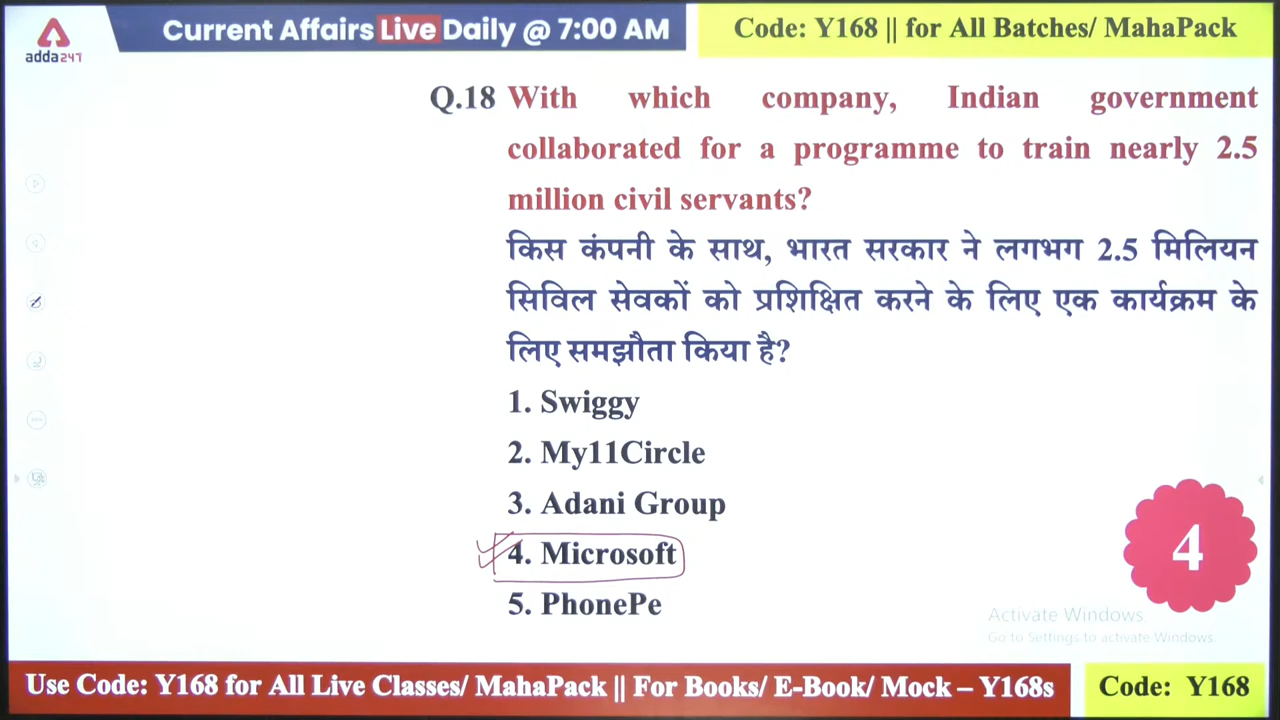 adda247
Current Affairs Live Daily @ 7:00 AM
Code: Y168 || for All Batches/ MahaPack
Q.18 With which company, Indian government
collaborated for a programme to train nearly 2.5
million civil servants?
किस कंपनी के साथ, भारत सरकार ने लगभग 2.5 मिलियन
सिविल सेवकों को प्रशिक्षित करने के लिए एक कार्यक्रम के
लिए समझौता किया है?
1. Swiggy
2. My11Circle
3. Adani Group
4. Microsoft
5. PhonePe
4
Activate Windows
Go to Settings to activate Windows.
Use Code: Y168 for All Live Classes/ MahaPack || For Books/ E-Book/ Mock – Y168s
Code: Y168